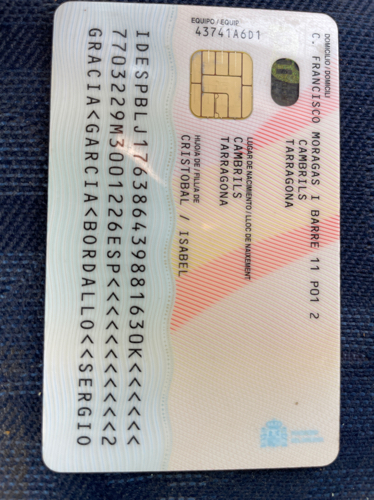 DOMICILIO / DOMICILI
C. FRANCISCO MORAGAS I BARRE 11 P01 2
CAMBRILS
TARRAGONA
EQUIPO / EQUIP
43741A6D1
LUGAR DE NACIMIENTO / LLOC DE NAIXEMENT
CAMBRILS
TARRAGONA
HIJO/A DE / FILL/A DE
CRISTOBAL / ISABEL
IDESPBLJ176386439881630K<<<<<<
7703229M3001226ESP<<<<<<<<<<<2
GRACIA<GARCIA<BORDALLO<<SERGIO